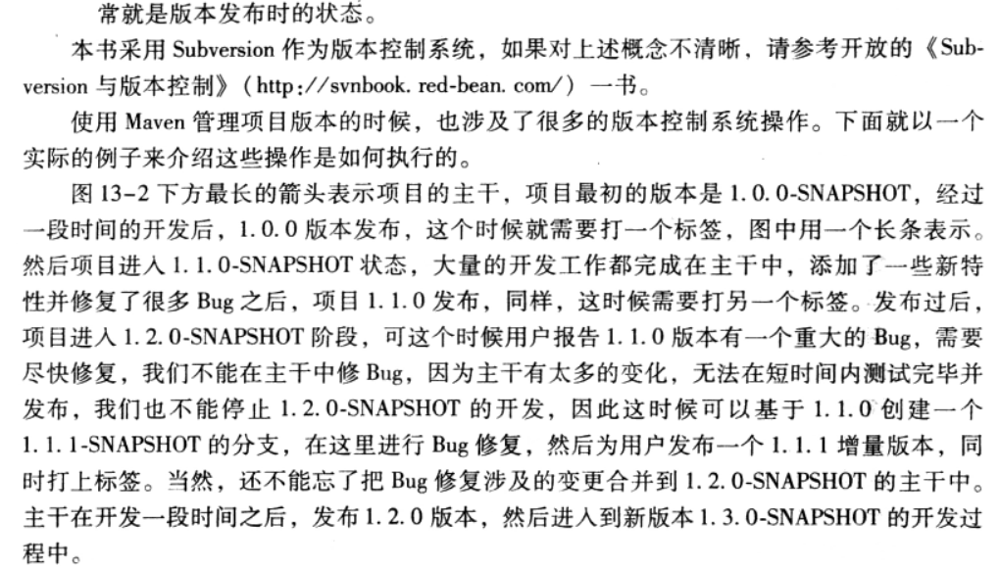 常就是版本发布时的状态。
本书采用 Subversion 作为版本控制系统，如果对上述概念不清晰，请参考开放的《Sub-
version 与版本控制》（http://svnbook. red-bean. com/）一书。
使用 Maven 管理项目版本的时候，也涉及了很多的版本控制系统操作。下面就以一个
实际的例子来介绍这些操作是如何执行的。
图 13-2 下方最长的箭头表示项目的主干，项目最初的版本是 1. 0. 0-SNAPSHOT，经过
一段时间的开发后，1. 0. 0 版本发布，这个时候就需要打一个标签，图中用一个长条表示。
然后项目进入 1. 1. 0-SNAPSHOT 状态，大量的开发工作都完成在主干中，添加了一些新特
性并修复了很多 Bug 之后，项目 1. 1. 0 发布，同样，这时候需要打另一个标签。发布过后，
项目进入 1. 2. 0-SNAPSHOT 阶段，可这个时候用户报告 1. 1. 0 版本有一个重大的 Bug，需要
尽快修复，我们不能在主干中修 Bug，因为主干有太多的变化，无法在短时间内测试完毕并
发布，我们也不能停止 1. 2. 0-SNAPSHOT 的开发，因此这时候可以基于 1. 1. 0 创建一个
1. 1. 1-SNAPSHOT 的分支，在这里进行 Bug 修复，然后为用户发布一个 1. 1. 1 增量版本，同
时打上标签。当然，还不能忘了把 Bug 修复涉及的变更合并到 1. 2. 0-SNAPSHOT 的主干中。
主干在开发一段时间之后，发布 1. 2. 0 版本，然后进入到新版本 1. 3. 0-SNAPSHOT 的开发过
程中。